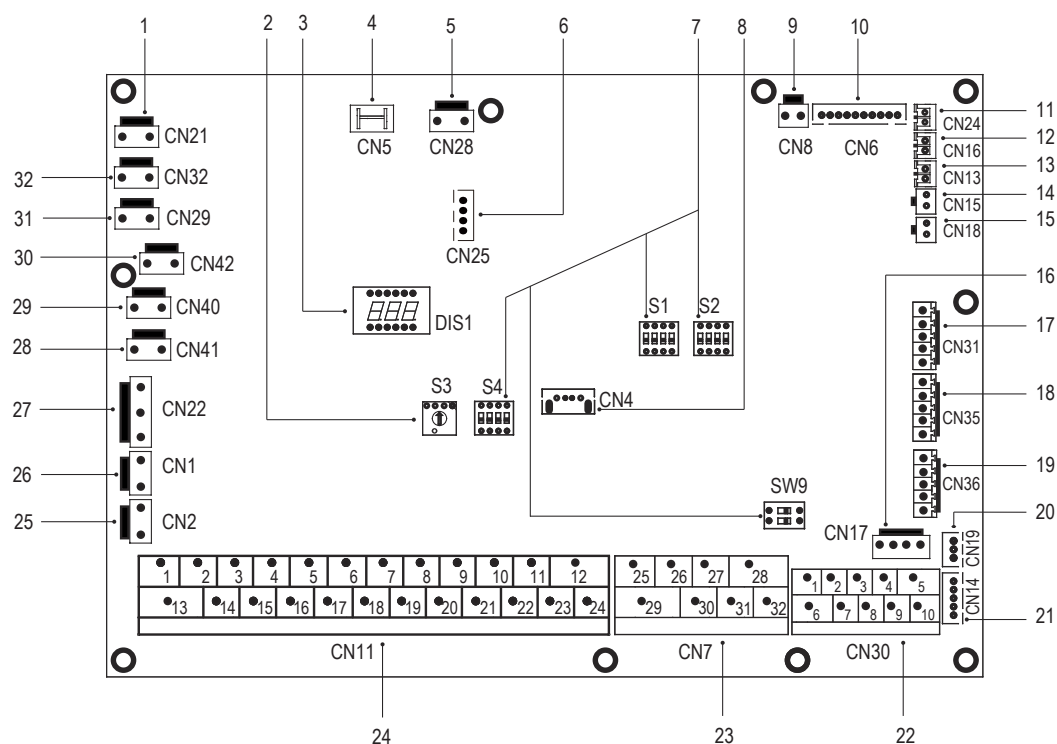 1 2 3 4 5 6 7 8 9 10
CN5 CN28 CN8 CN6
CN21
CN32
CN29
CN42
CN40
CN41
CN22
CN1
CN2
32
31
30
29
28
27
26
25
CN25
DIS1
S1 S2
S3 S4
CN4
SW9
CN17
CN24
CN16
CN13
CN15
CN18
CN31
CN35
CN36
CN19
CN14
11
12
13
14
15
16
17
18
19
20
21
1 2 3 4 5 6 7 8 9 10 11 12
13 14 15 16 17 18 19 20 21 22 23 24
25 26 27 28
29 30 31 32
1 2 3 4 5
6 7 8 9 10
CN11 CN7 CN30
24 23 22